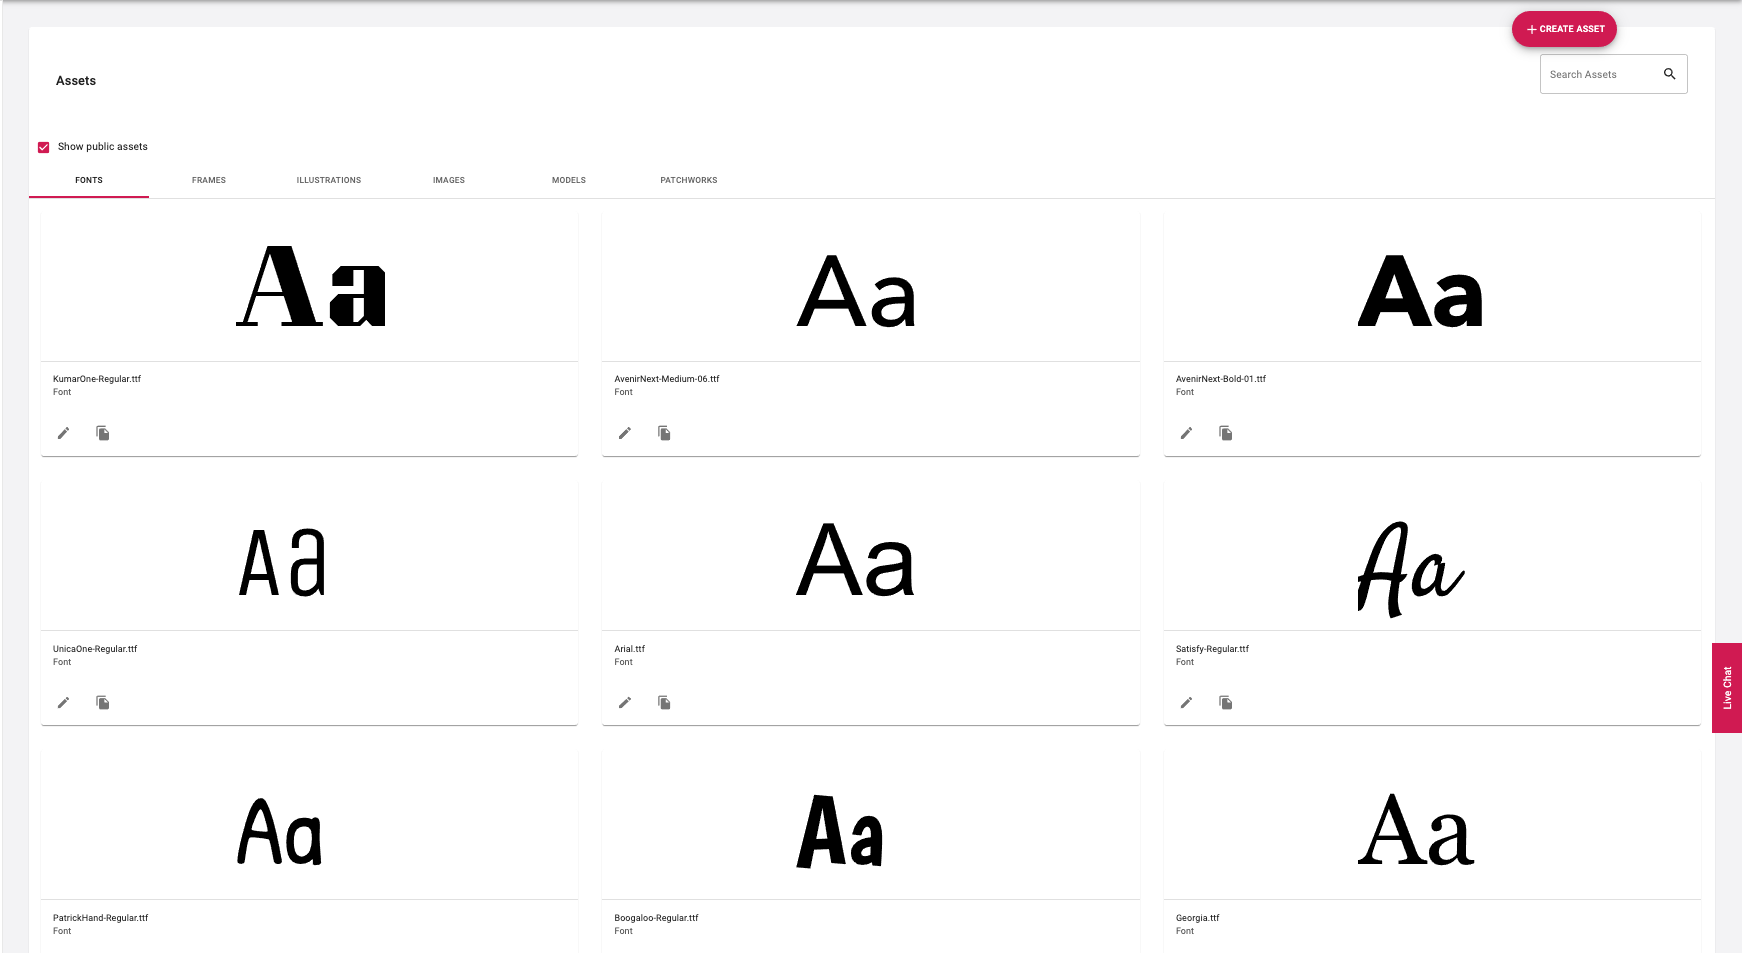 CREATE ASSET
Assets
Search Assets
Show public assets
FONTS FRAMES ILLUSTRATIONS IMAGES MODELS PATCHWORKS
Aa Aa Aa
KumarOne-Regular.ttf AvenirNext-Medium-06.ttf AvenirNext-Bold-01.ttf
Font Font Font
Aa Aa Aa
UnicaOne-Regular.ttf Arial.ttf Satisfy-Regular.ttf
Font Font Font
Live Chat
Aa Aa Aa
PatrickHand-Regular.ttf Boogaloo-Regular.ttf Georgia.ttf
Font Font Font